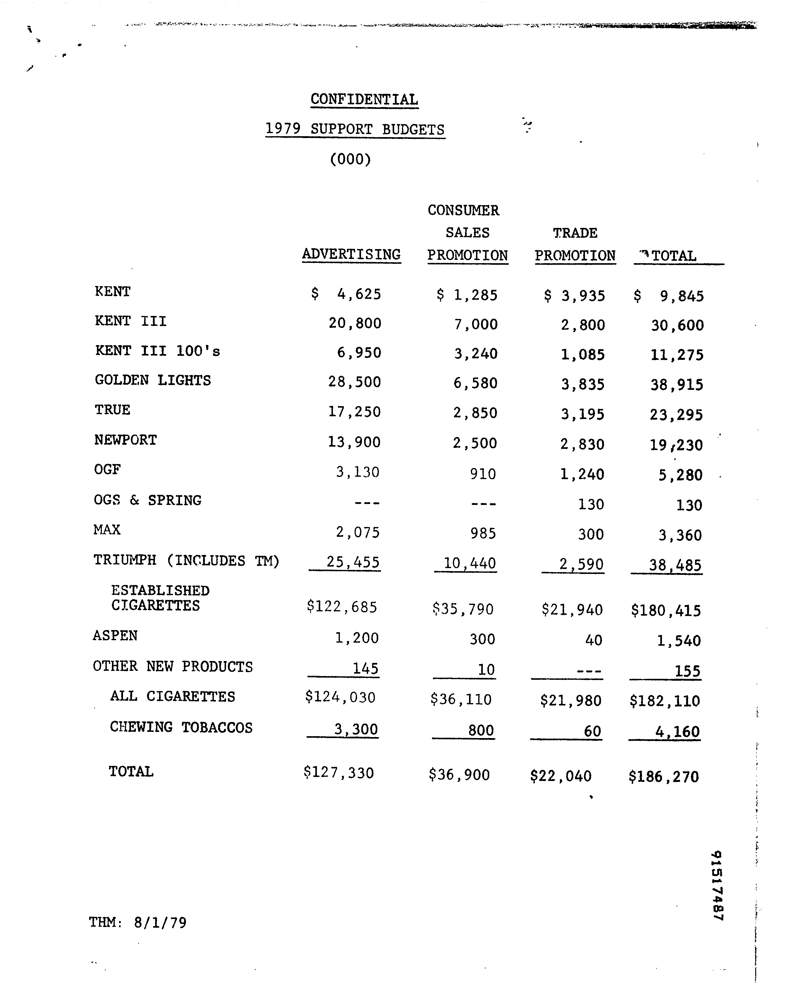 CONFIDENTIAL
1979 SUPPORT BUDGETS
(000)
CONSUMER
SALES TRADE
ADVERTISING PROMOTION PROMOTION TOTAL
KENT $ 4,625 $ 1,285 $ 3,935 $ 9,845
KENT III 20,800 7,000 2,800 30,600
KENT III 100's 6,950 3,240 1,085 11,275
GOLDEN LIGHTS 28,500 6,580 3,835 38,915
TRUE 17,250 2,850 3,195 23,295
NEWPORT 13,900 2,500 2,830 19,230
OGF 3,130 910 1,240 5,280
OGS & SPRING --- --- 130 130
MAX 2,075 985 300 3,360
TRIUMPH (INCLUDES TM) 25,455 10,440 2,590 38,485
ESTABLISHED
CIGARETTES $122,685 $35,790 $21,940 $180,415
ASPEN 1,200 300 40 1,540
OTHER NEW PRODUCTS 145 10 --- 155
ALL CIGARETTES $124,030 $36,110 $21,980 $182,110
CHEWING TOBACCOS 3,300 800 60 4,160
TOTAL $127,330 $36,900 $22,040 $186,270
91517487
THM: 8/1/79